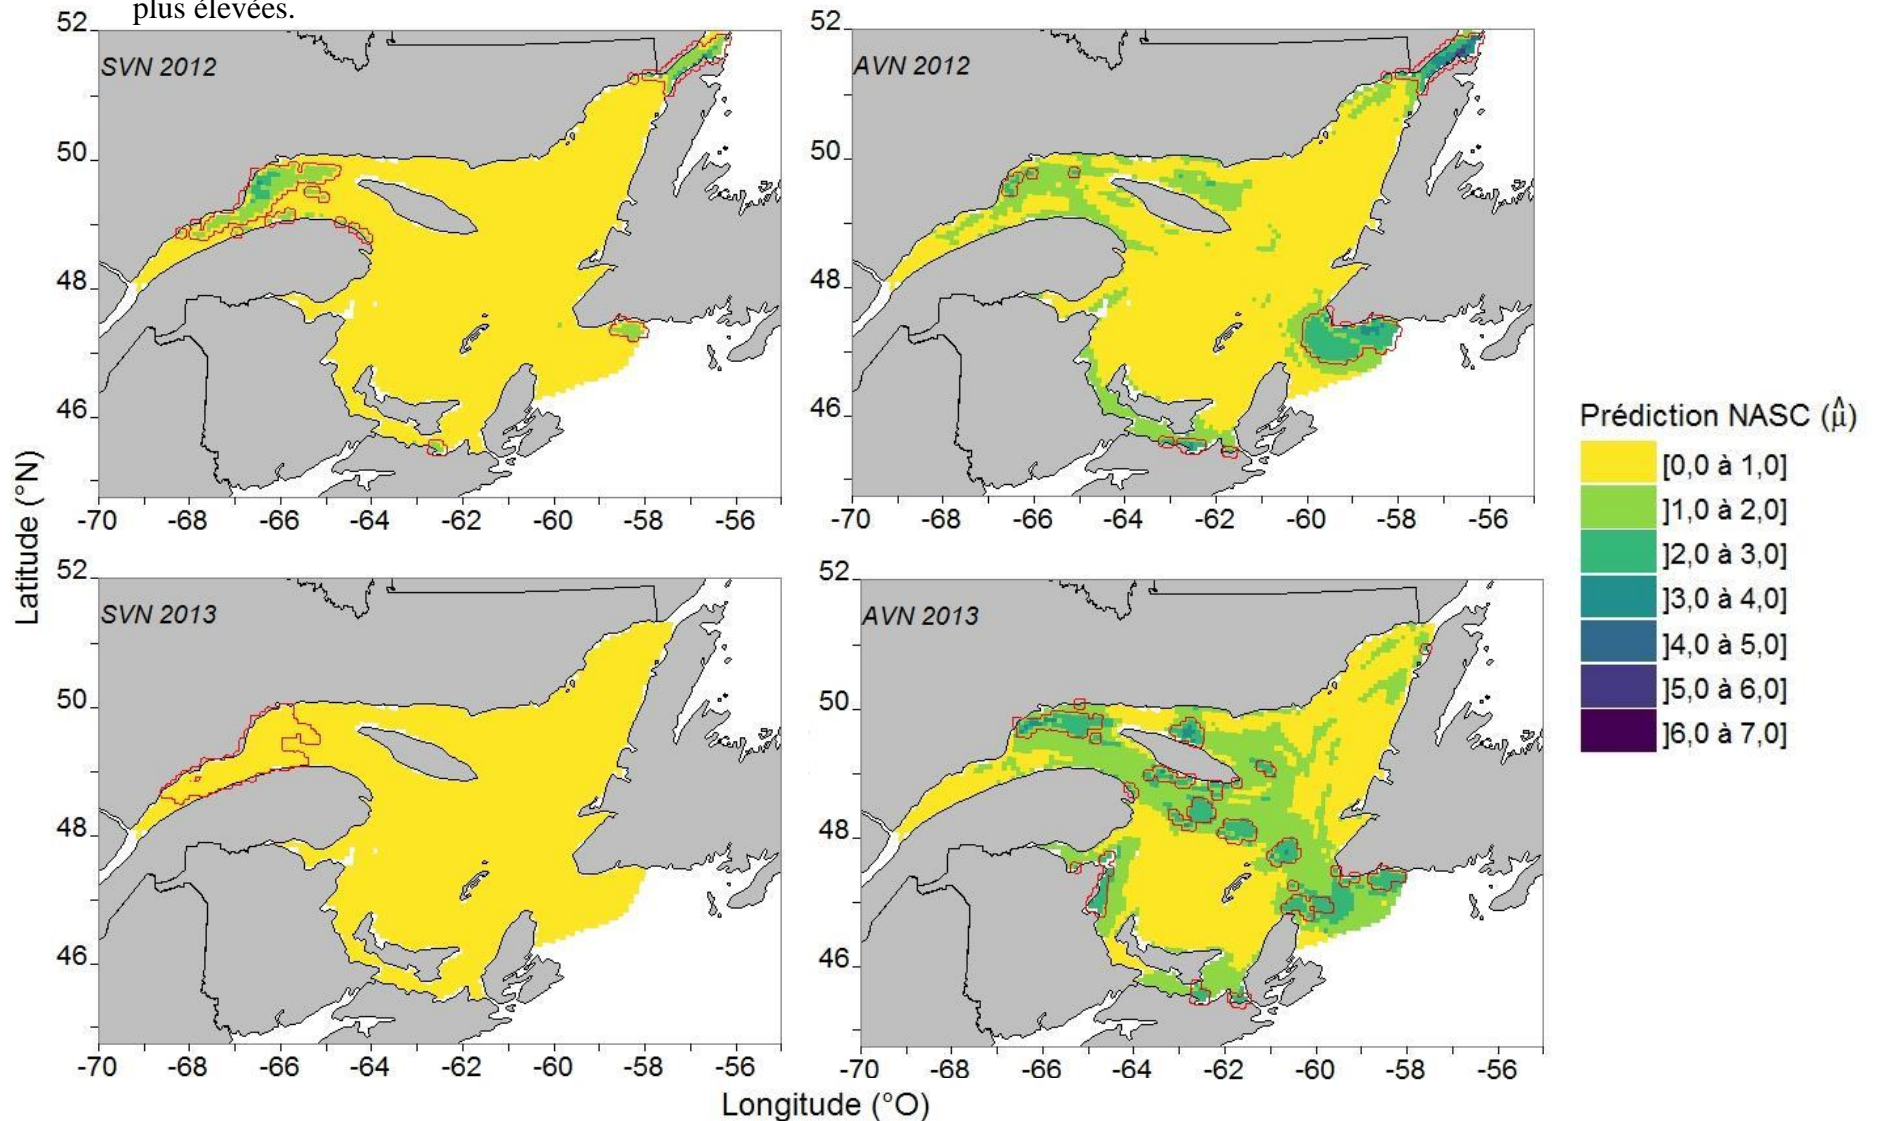 plus élevées.
52
50
48
46
SVN 2012
-70 -68 -66 -64 -62 -60 -58 -56
52
50
48
46
AVN 2012
-70 -68 -66 -64 -62 -60 -58 -56
52
50
48
46
SVN 2013
-70 -68 -66 -64 -62 -60 -58 -56
52
50
48
46
AVN 2013
-70 -68 -66 -64 -62 -60 -58 -56
Latitude (°N)
Longitude (°O)
Prédiction NASC (μ̂)
]0,0 à 1,0]
]1,0 à 2,0]
]2,0 à 3,0]
]3,0 à 4,0]
]4,0 à 5,0]
]5,0 à 6,0]
]6,0 à 7,0]